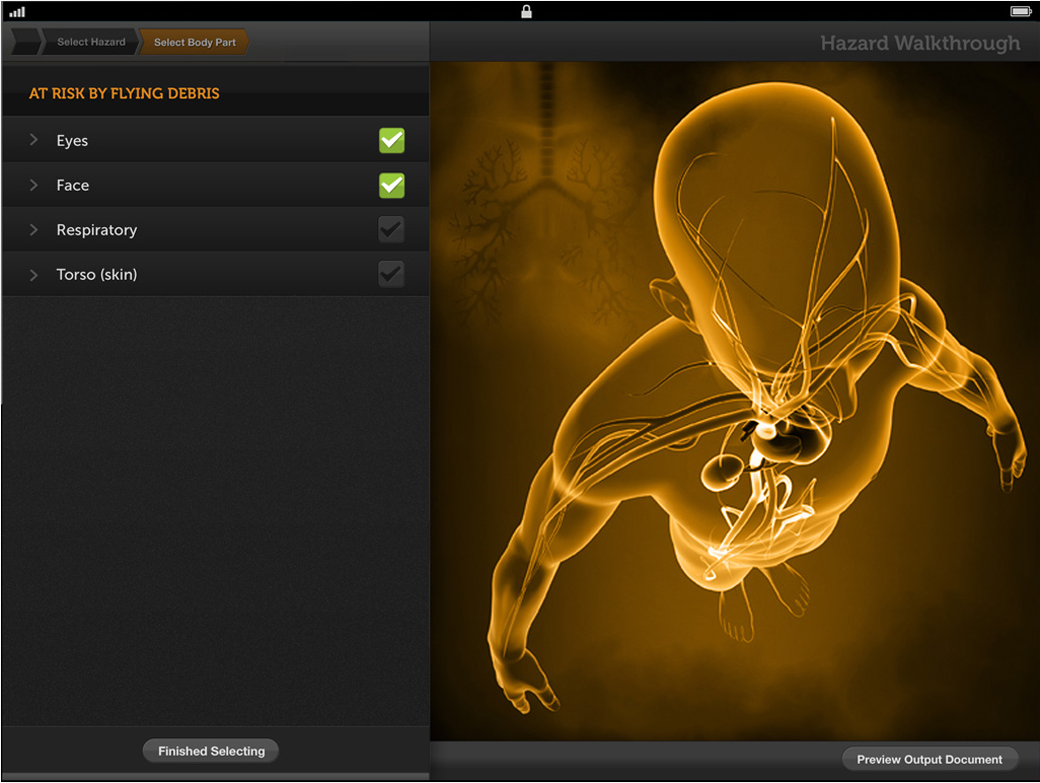 Select Hazard
Select Body Part
Hazard Walkthrough
AT RISK BY FLYING DEBRIS
Eyes
Face
Respiratory
Torso (skin)
Finished Selecting
Preview Output Document